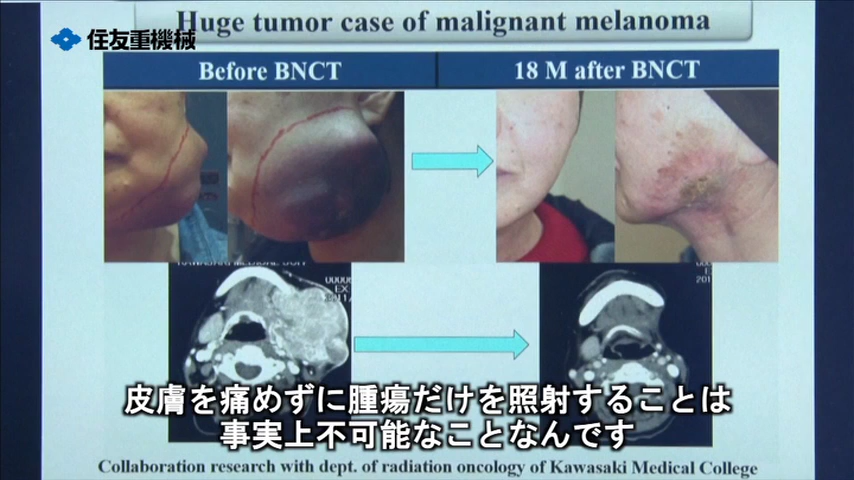 Huge tumor case of malignant melanoma
住友重機械
Before BNCT
18 M after BNCT
EX
EX
皮膚を痛めずに腫瘍だけを照射することは
事実上不可能なことなんです
Collaboration research with dept. of radiation oncology of Kawasaki Medical College